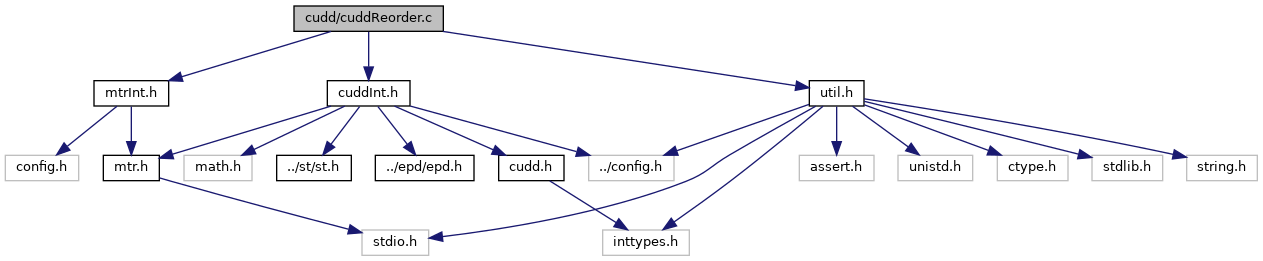 cudd/cuddReorder.c
mtrInt.h
cuddInt.h
util.h
config.h
mtr.h
math.h
../st/st.h
../epd/epd.h
cudd.h
../config.h
assert.h
unistd.h
ctype.h
stdlib.h
string.h
stdio.h
inttypes.h